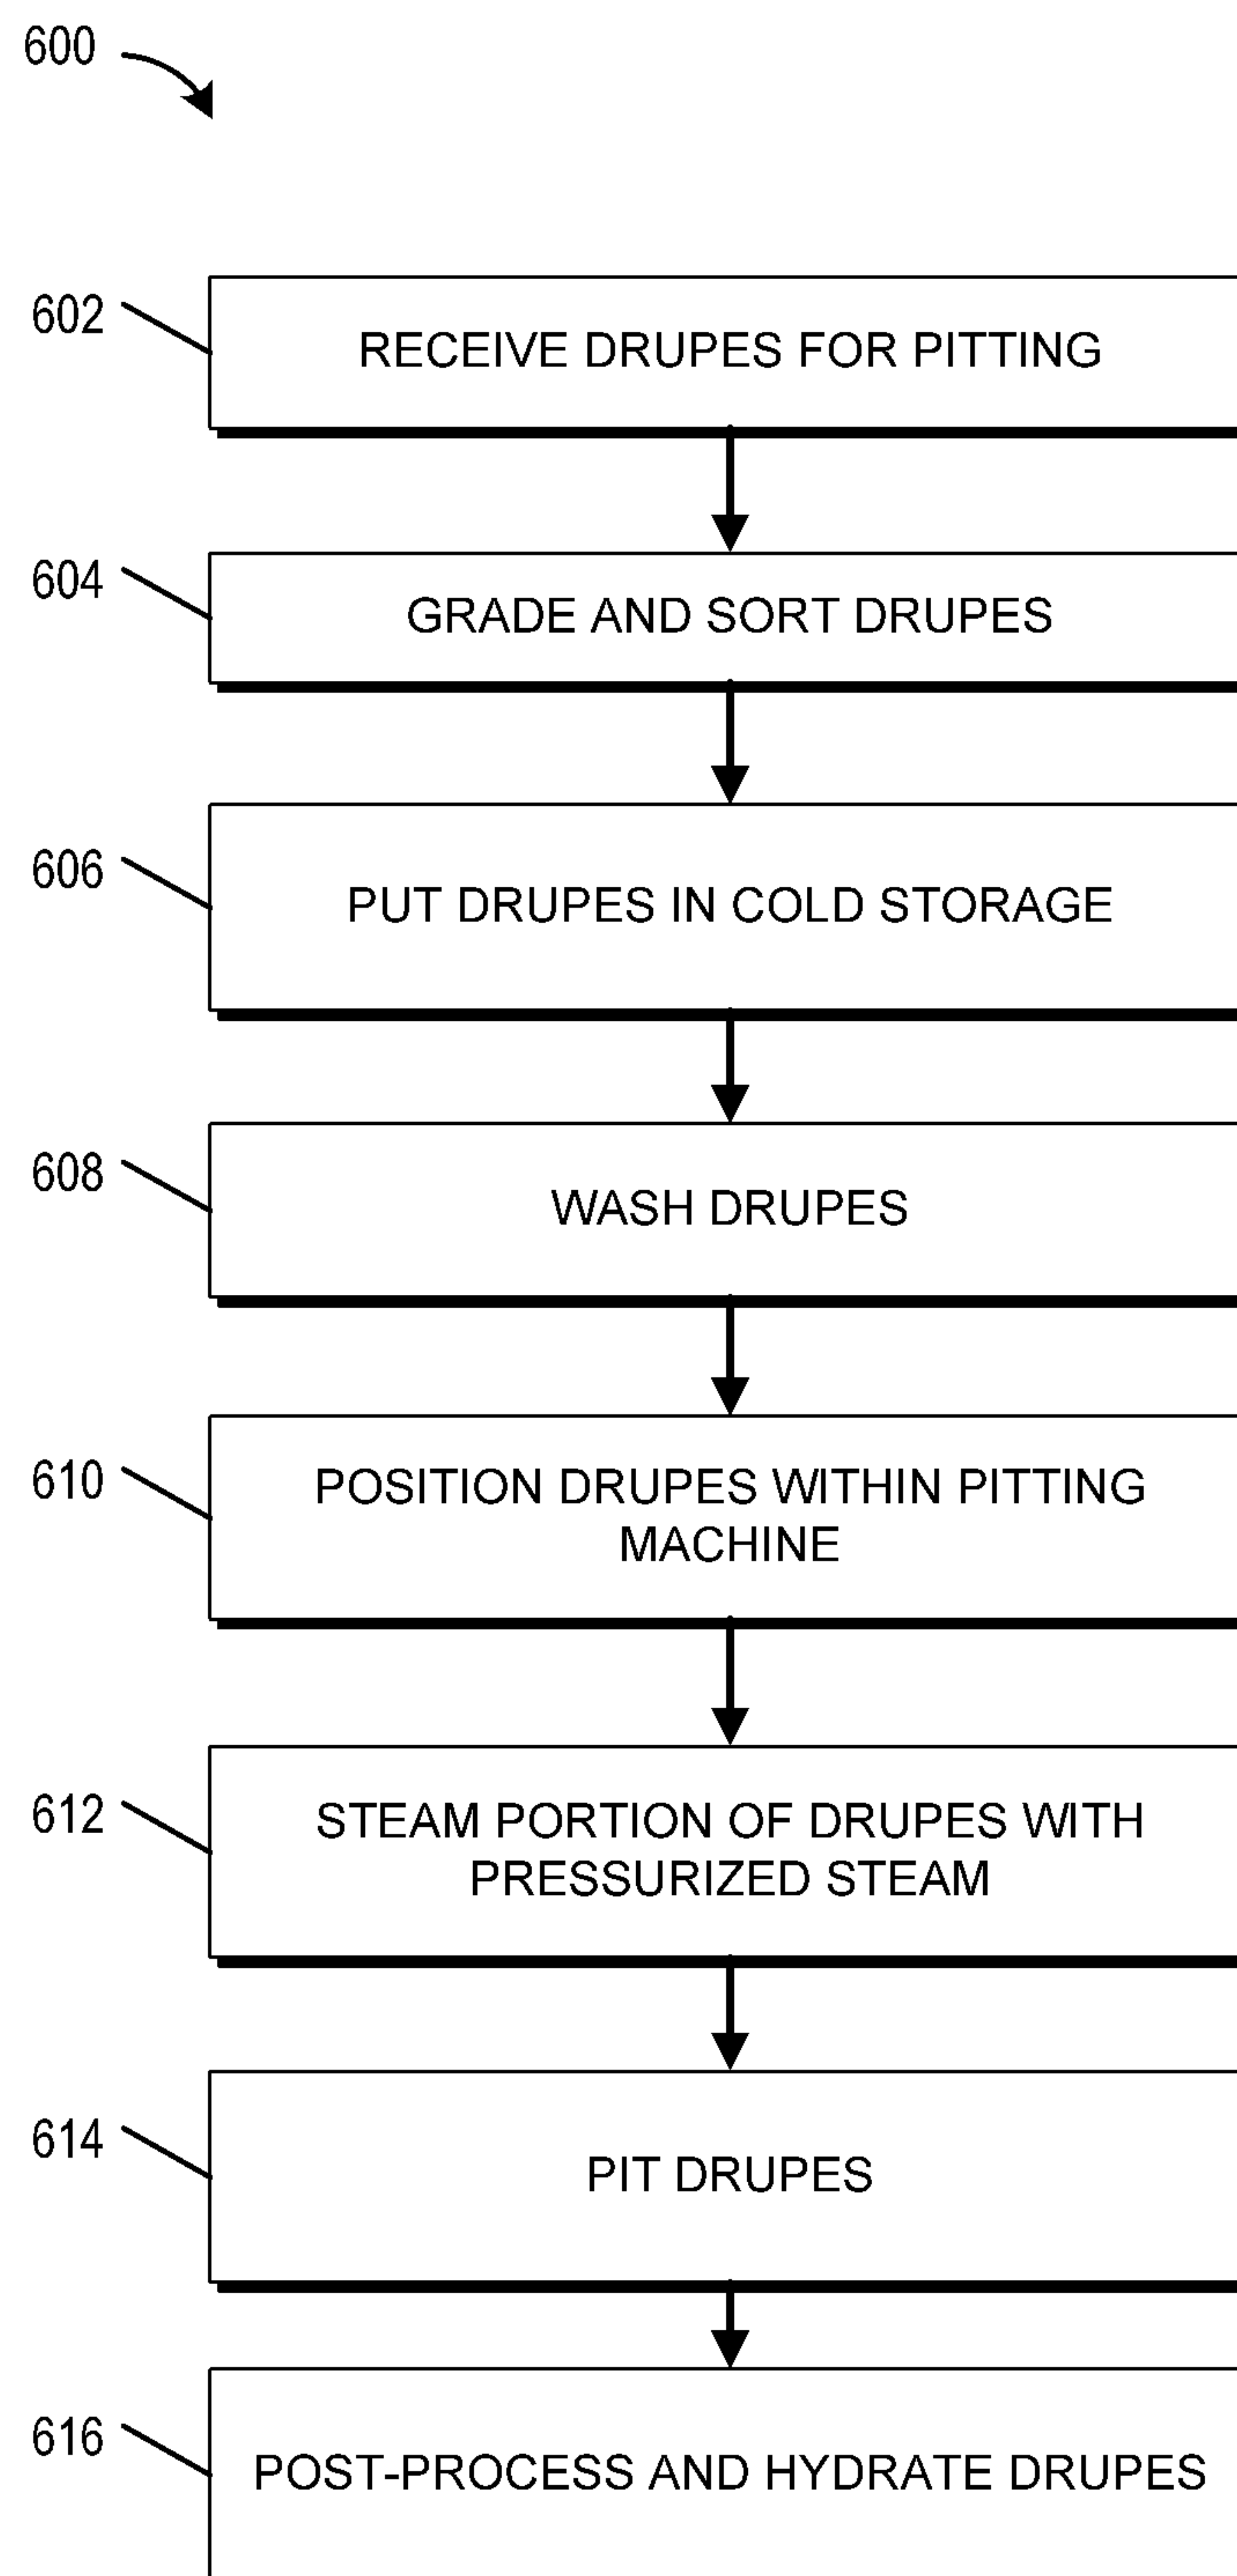 600
602
RECEIVE DRUPES FOR PITTING
604
GRADE AND SORT DRUPES
606
PUT DRUPES IN COLD STORAGE
608
WASH DRUPES
610
POSITION DRUPES WITHIN PITTING
MACHINE
612
STEAM PORTION OF DRUPES WITH
PRESSURIZED STEAM
614
PIT DRUPES
616
POST-PROCESS AND HYDRATE DRUPES